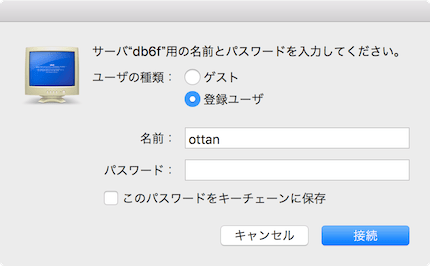 サーバ“db6f”用の名前とパスワードを入力してください。
ユーザの種類： ゲスト
登録ユーザ
名前： ottan
パスワード：
このパスワードをキーチェーンに保存
キャンセル 接続